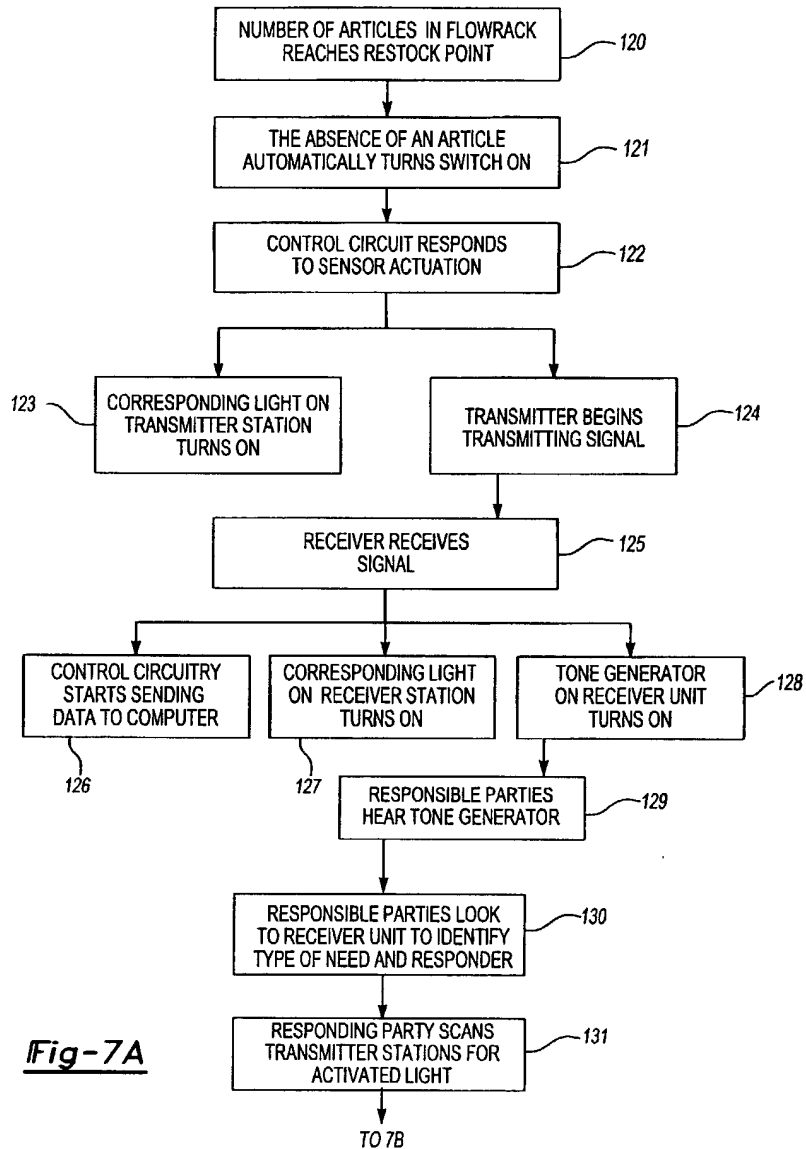 NUMBER OF ARTICLES IN FLOWRACK
REACHES RESTOCK POINT
120
THE ABSENCE OF AN ARTICLE
AUTOMATICALLY TURNS SWITCH ON
121
CONTROL CIRCUIT RESPONDS
TO SENSOR ACTUATION
122
123
CORRESPONDING LIGHT ON
TRANSMITTER STATION
TURNS ON
TRANSMITTER BEGINS
TRANSMITTING SIGNAL
124
RECEIVER RECEIVES
SIGNAL
125
CONTROL CIRCUITRY
STARTS SENDING
DATA TO COMPUTER
126
CORRESPONDING LIGHT
ON RECEIVER STATION
TURNS ON
127
TONE GENERATOR
ON RECEIVER UNIT
TURNS ON
128
RESPONSIBLE PARTIES
HEAR TONE GENERATOR
129
RESPONSIBLE PARTIES LOOK
TO RECEIVER UNIT TO IDENTIFY
TYPE OF NEED AND RESPONDER
130
RESPONDING PARTY SCANS
TRANSMITTER STATIONS FOR
ACTIVATED LIGHT
131
Fig-7A
TO 7B